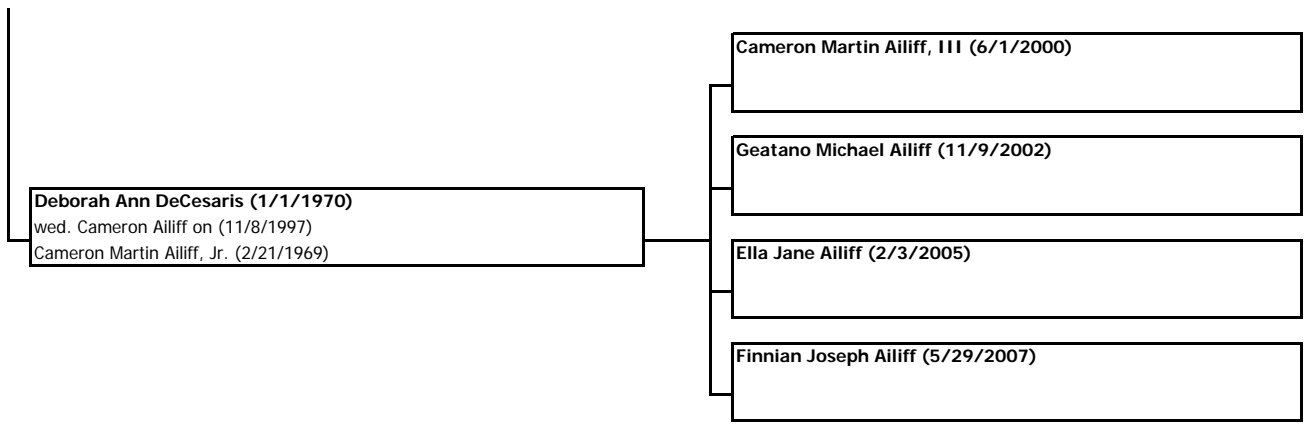 Cameron Martin Ailiff, III (6/1/2000)
Geatano Michael Ailiff (11/9/2002)
Deborah Ann DeCesaris (1/1/1970)
wed. Cameron Ailiff on (11/8/1997)
Cameron Martin Ailiff, Jr. (2/21/1969)
Ella Jane Ailiff (2/3/2005)
Finnian Joseph Ailiff (5/29/2007)